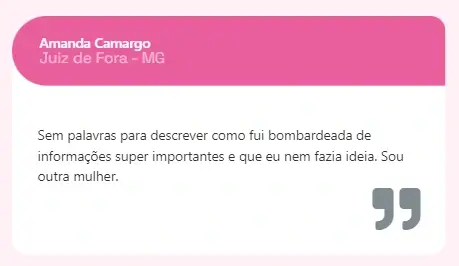 Amanda Camargo
Juiz de Fora - MG
Sem palavras para descrever como fui bombardeada de
informações super importantes e que eu nem fazia ideia. Sou
outra mulher.